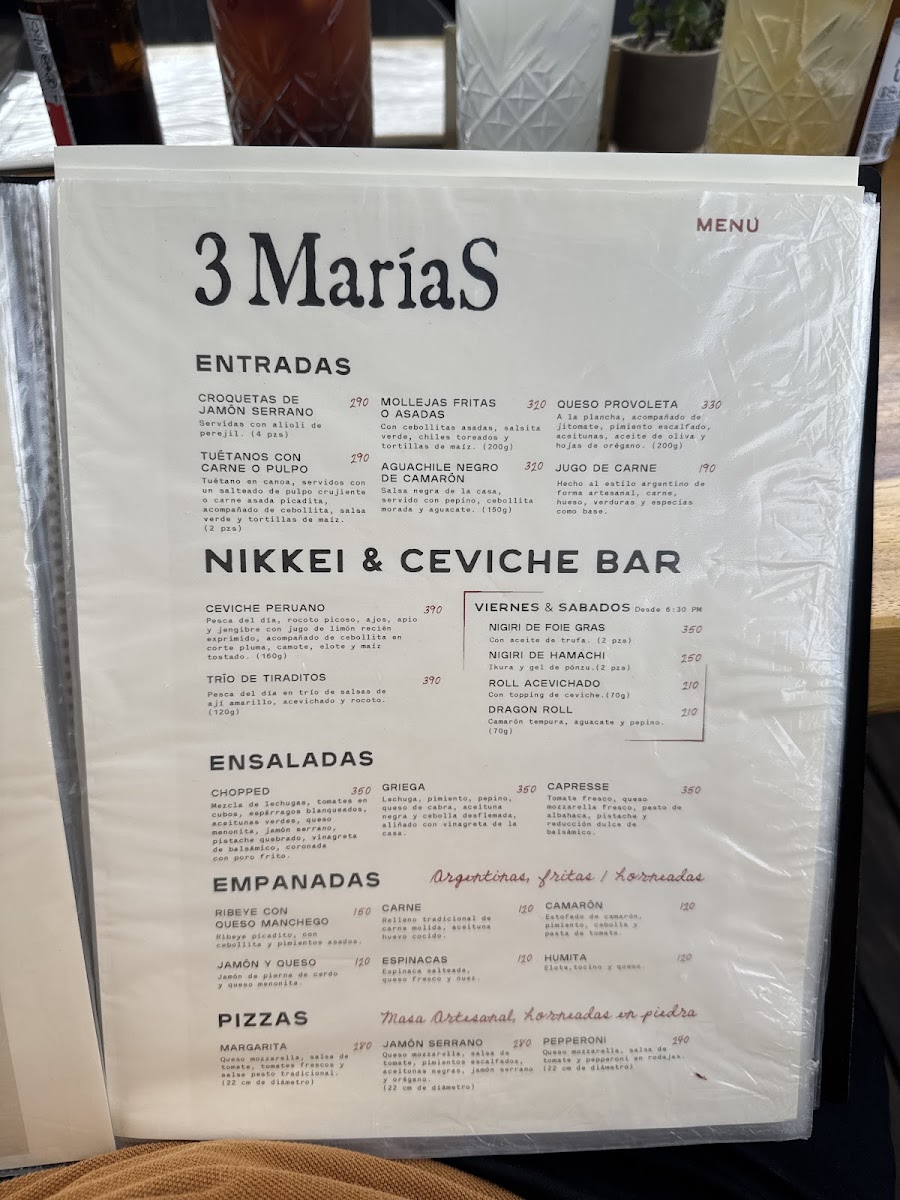 MENÚ
3 MaríaS
ENTRADAS
CROQUETAS DE 290
JAMÓN SERRANO
Servidas con alioli de
perejil. (4 pzs)
MOLLEJAS FRITAS 320
O ASADAS
Con cebollitas asadas, salsita
verde, chiles toreados y
tortillas de maíz. (200g)
QUESO PROVOLETA 330
A la plancha, acompañado de
jitomate, pimiento escalfado,
aceitunas, aceite de oliva y
hojas de orégano. (200g)
TUÉTANOS CON 290
CARNE O PULPO
Tuétano en canoa, servidos con
un salteado de pulpo crujiente
o carne asada picadita,
acompañado de cebollita, salsa
verde y tortillas de maíz.
(2 pzs)
AGUACHILE NEGRO 320
DE CAMARÓN
Salsa negra de la casa,
servido con pepino, cebollita
morada y aguacate. (150g)
JUGO DE CARNE 190
Hecho al estilo argentino de
forma artesanal, carne,
hueso, verduras y especias
como base.
NIKKEI & CEVICHE BAR
CEVICHE PERUANO 390
Pesca del día, rocoto picoso, ajos, apio
y jengibre con jugo de limón recién
exprimido, acompañado de cebollita en
corte pluma, camote, elote y maíz
tostado. (160g)
TRÍO DE TIRADITOS 390
Pesca del día en trío de salsas de
ají amarillo, acevichado y rocoto.
(120g)
VIERNES & SABADOS Desde 6:30 PM
NIGIRI DE FOIE GRAS 350
Con aceite de trufa. (2 pzs)
NIGIRI DE HAMACHI 250
Ikura y gel de pónzu.(2 pzs)
ROLL ACEVICHADO 210
Con topping de ceviche.(70g)
DRAGON ROLL 210
Camarón tempura, aguacate y pepino.
(70g)
ENSALADAS
CHOPPED 350
Mezcla de lechugas, tomates en
cubos, espárragos blanqueados,
aceitunas verdes, queso
menonita, jamón serrano,
pistache quebrado, vinagreta
de balsámico, coronada
con poro frito.
GRIEGA 350
Lechuga, pimiento, pepino,
queso de cabra, aceituna
negra y cebolla desflemada,
aliñado con vinagreta de la
casa.
CAPRESSE 350
Tomate fresco, queso
mozzarella fresco, pesto de
albahaca, pistache y
reducción dulce de
balsámico.
EMPANADAS Argentinas, fritas / horneadas
RIBEYE CON 150
QUESO MANCHEGO
Ribeye picadito, con
cebollita y pimientos asados.
CARNE 120
Relleno tradicional de
carne molida, aceituna
huevo cocido.
CAMARÓN 120
Estofado de camarón,
pimiento, cebolla y
pasta de tomate.
JAMÓN Y QUESO 120
Jamón de pierna de cerdo
y queso menonita.
ESPINACAS 120
Espinaca salteada,
queso fresco y nuez.
HUMITA 120
Elote,tocino y queso.
PIZZAS Masa Artesanal, horneadas en piedra
MARGARITA 280
Queso mozzarella, salsa de
tomate, tomates frescos y
salsa pesto tradicional.
(22 cm de diámetro)
JAMÓN SERRANO 280
Queso mozzarella, salsa de
tomate, pimientos escalfados,
aceitunas negras, jamón serrano
y orégano.
(22 cm de diámetro)
PEPPERONI 240
Queso mozzarella, salsa de
tomate y pepperoni en rodajas.
(22 cm de diámetro)